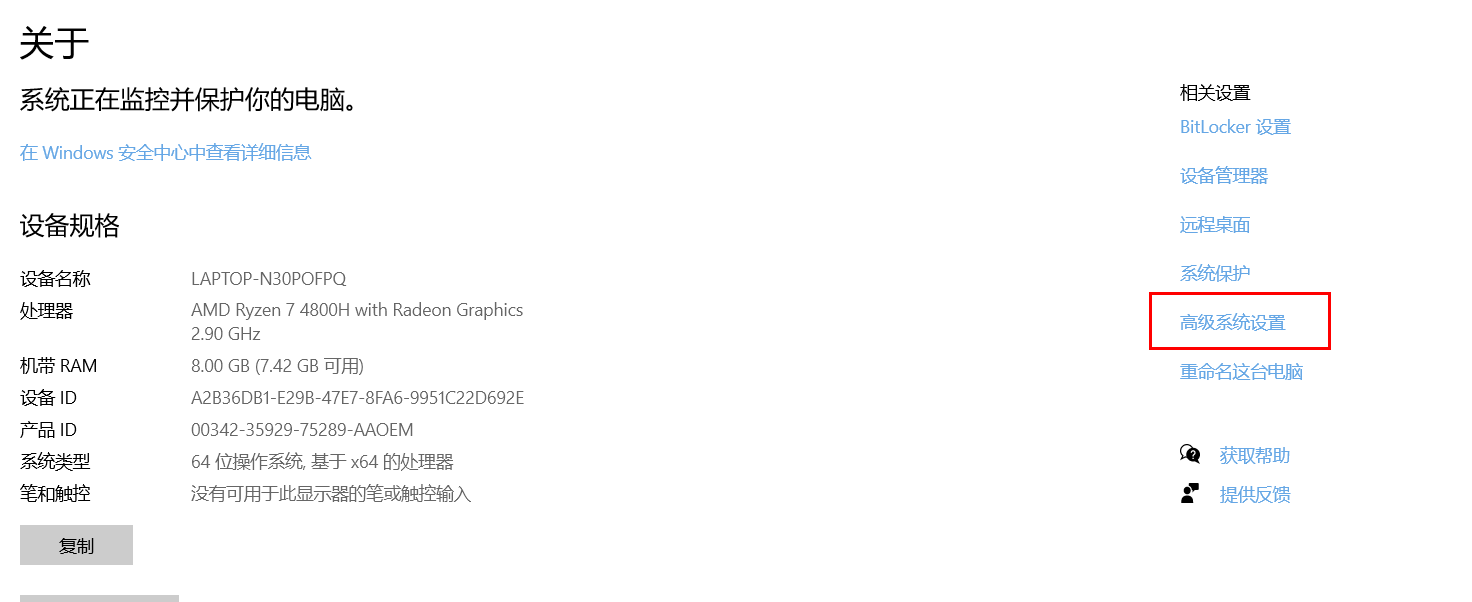 关于
系统正在监控并保护你的电脑。
在 Windows 安全中心中查看详细信息
设备规格
设备名称 LAPTOP-N30POFPQ
处理器 AMD Ryzen 7 4800H with Radeon Graphics
2.90 GHz
机带 RAM 8.00 GB (7.42 GB 可用)
设备 ID A2B36DB1-E29B-47E7-8FA6-9951C22D692E
产品 ID 00342-35929-75289-AAOEM
系统类型 64 位操作系统, 基于 x64 的处理器
笔和触控 没有可用于此显示器的笔或触控输入
复制
相关设置
BitLocker 设置
设备管理器
远程桌面
系统保护
高级系统设置
重命名这台电脑
获取帮助
提供反馈